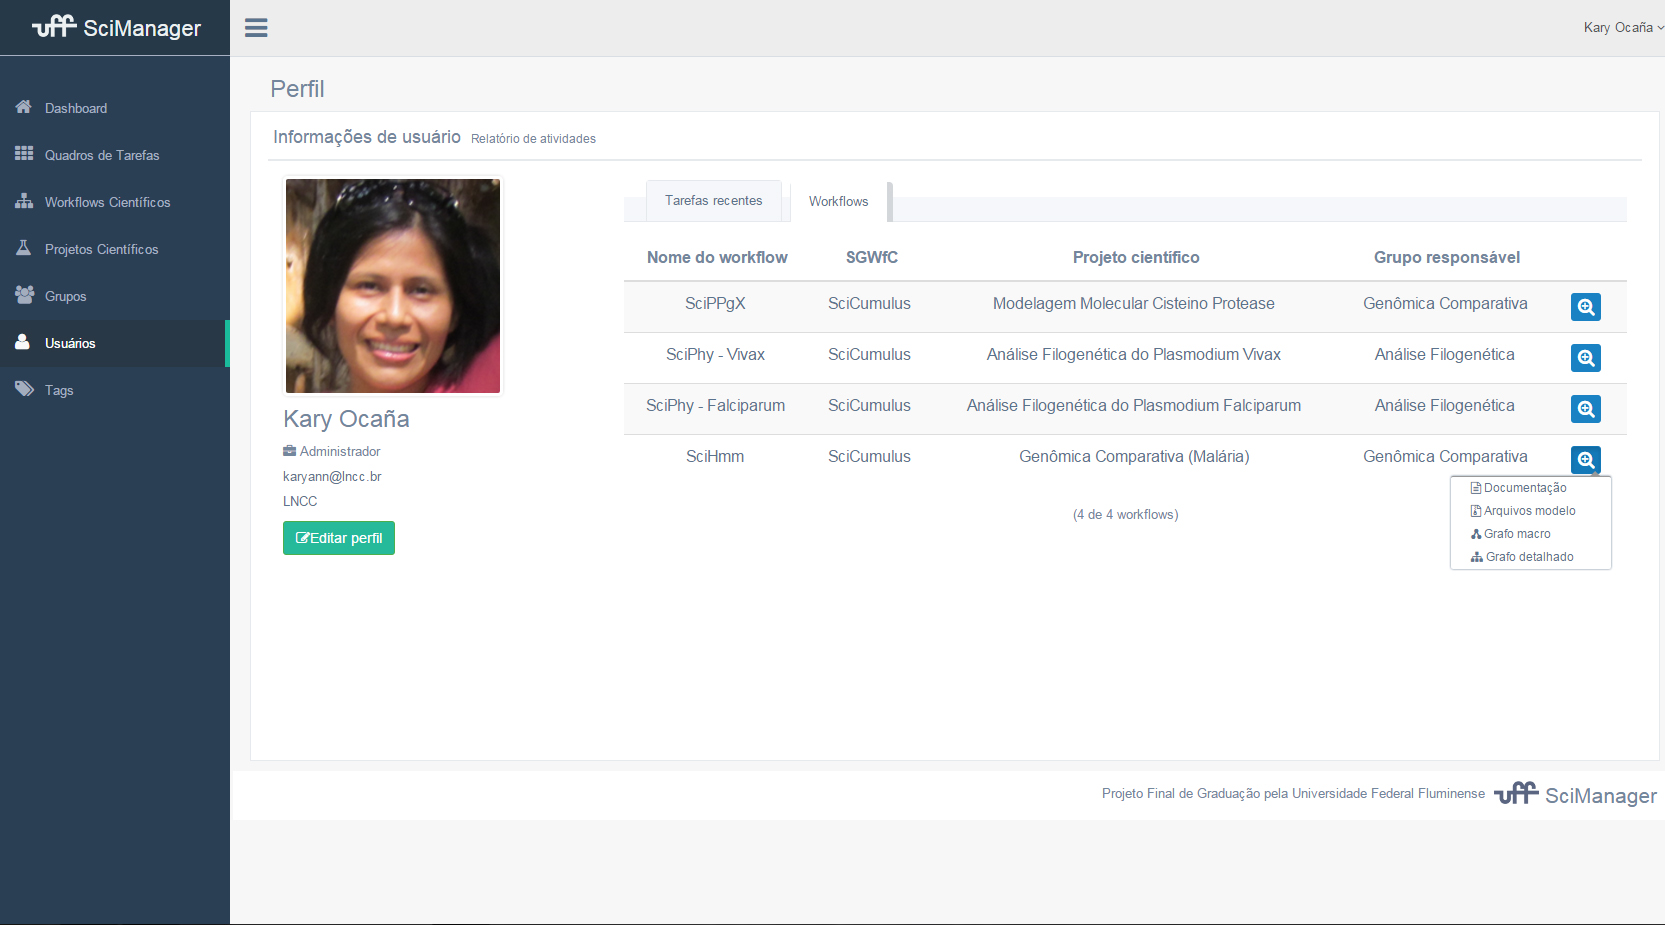 uff SciManager
Kary Ocaña
Dashboard
Quadros de Tarefas
Workflows Científicos
Projetos Científicos
Grupos
Usuários
Tags
Perfil
Informações de usuário Relatório de atividades
Kary Ocaña
Administrador
karyann@lncc.br
LNCC
Editar perfil
Tarefas recentes Workflows
Nome do workflow SGWfC Projeto científico Grupo responsável
SciPPgX SciCumulus Modelagem Molecular Cisteino Protease Genômica Comparativa
SciPhy - Vivax SciCumulus Análise Filogenética do Plasmodium Vivax Análise Filogenética
SciPhy - Falciparum SciCumulus Análise Filogenética do Plasmodium Falciparum Análise Filogenética
SciHmm SciCumulus Genômica Comparativa (Malária) Genômica Comparativa
Documentação
Arquivos modelo
Grafo macro
Grafo detalhado
(4 de 4 workflows)
Projeto Final de Graduação pela Universidade Federal Fluminense uff SciManager